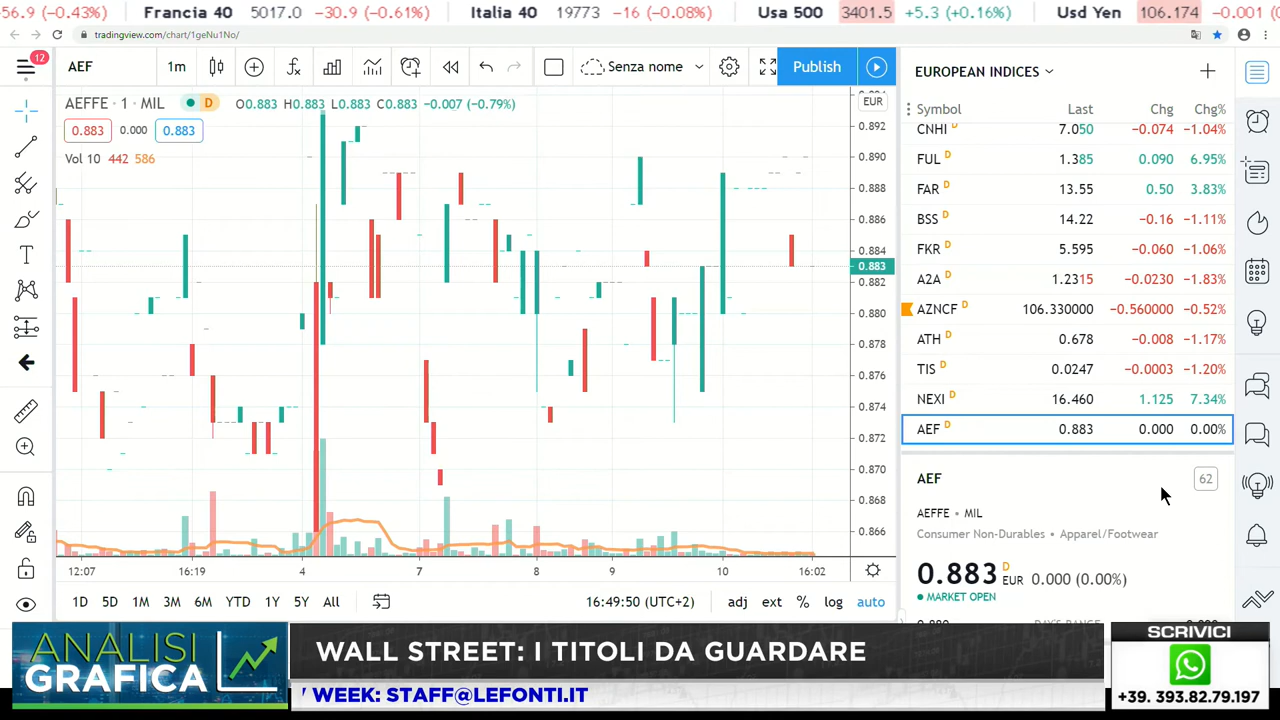 56.9 (-0.43%) Francia 40 5017.0 -30.9 (-0.61%) Italia 40 19773 -16 (-0.08%) Usa 500 3401.5 +5.3 (+0.16%) Usd Yen 106.174 -0.001
tradingview.com/chart/1geNu1No/
12
AEF 1m Senza nome Publish
EUROPEAN INDICES
AEFFE · 1 · MIL D O0.883 H0.883 L0.883 C0.883 −0.007 (−0.79%)
EUR
0.883 0.000 0.883
Vol 10 442 586
0.892
0.890
0.888
0.886
0.884
0.883
0.882
0.880
0.878
0.876
0.874
0.872
0.870
0.868
0.866
12:07 16:19 4 7 8 9 10 16:02
1D 5D 1M 3M 6M YTD 1Y 5Y All
16:49:50 (UTC+2) adj ext % log auto
Symbol Last Chg Chg%
CNHI D 7.050 −0.074 −1.04%
FUL D 1.385 0.090 6.95%
FAR D 13.55 0.50 3.83%
BSS D 14.22 −0.16 −1.11%
FKR D 5.595 −0.060 −1.06%
A2A D 1.2315 −0.0230 −1.83%
AZNCF D 106.330000 −0.560000 −0.52%
ATH D 0.678 −0.008 −1.17%
TIS D 0.0247 −0.0003 −1.20%
NEXI D 16.460 1.125 7.34%
AEF D 0.883 0.000 0.00%
AEF 62
AEFFE • MIL
Consumer Non-Durables • Apparel/Footwear
0.883 D EUR 0.000 (0.00%)
MARKET OPEN
ANALISI
GRAFICA
WALL STREET: I TITOLI DA GUARDARE
WEEK: STAFF@LEFONTI.IT
SCRIVICI
+39. 393.82.79.197